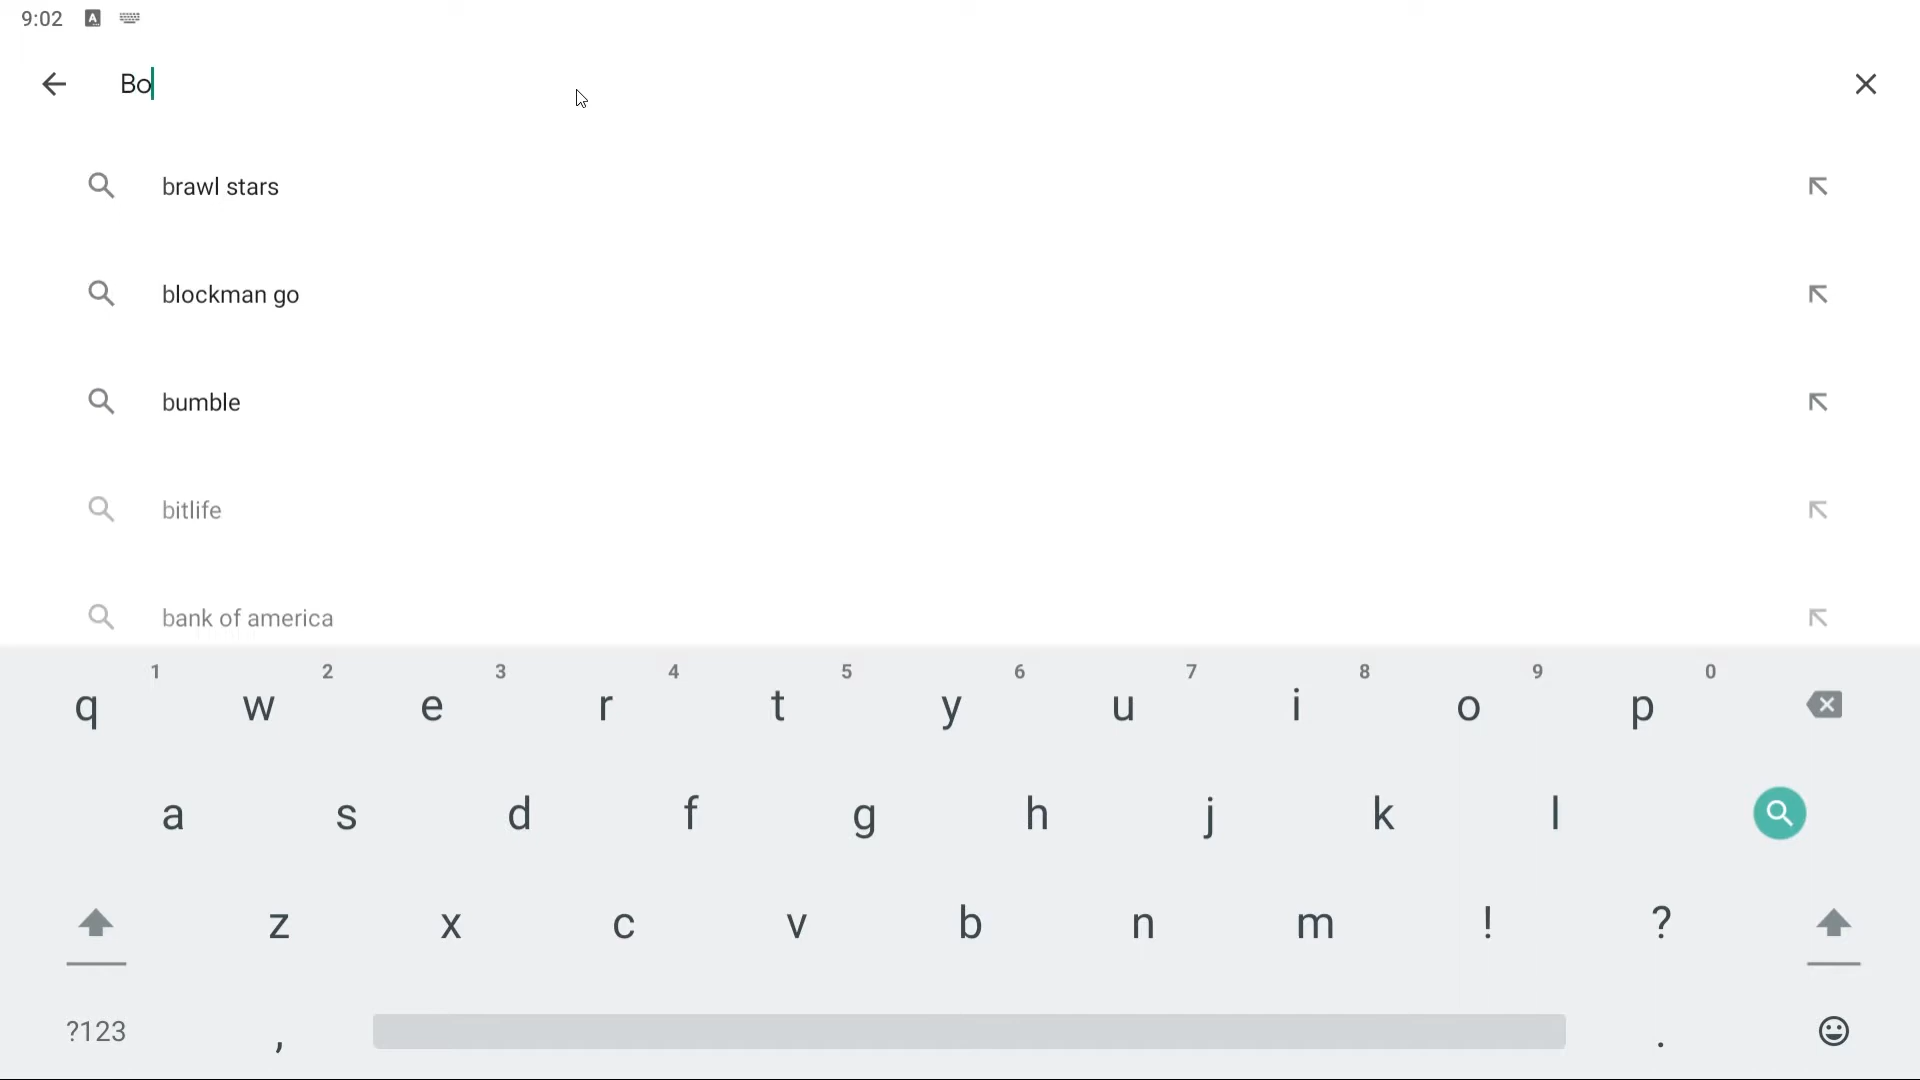 9:02 A
Bo
brawl stars
blockman go
bumble
bitlife
bank of america
1 2 3 4 5 6 7 8 9 0
q w e r t y u i o p
a s d f g h j k l
z x c v b n m ! ?
?123 , .